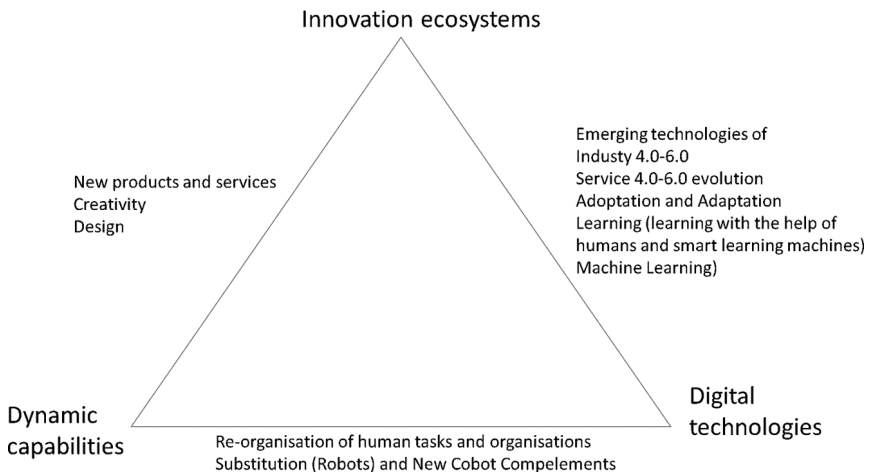 Innovation ecosystems
New products and services
Creativity
Design
Emerging technologies of
Industy 4.0-6.0
Service 4.0-6.0 evolution
Adoptation and Adaptation
Learning (learning with the help of
humans and smart learning machines)
Machine Learning)
Dynamic
capabilities
Digital
technologies
Re-organisation of human tasks and organisations
Substitution (Robots) and New Cobot Compelements